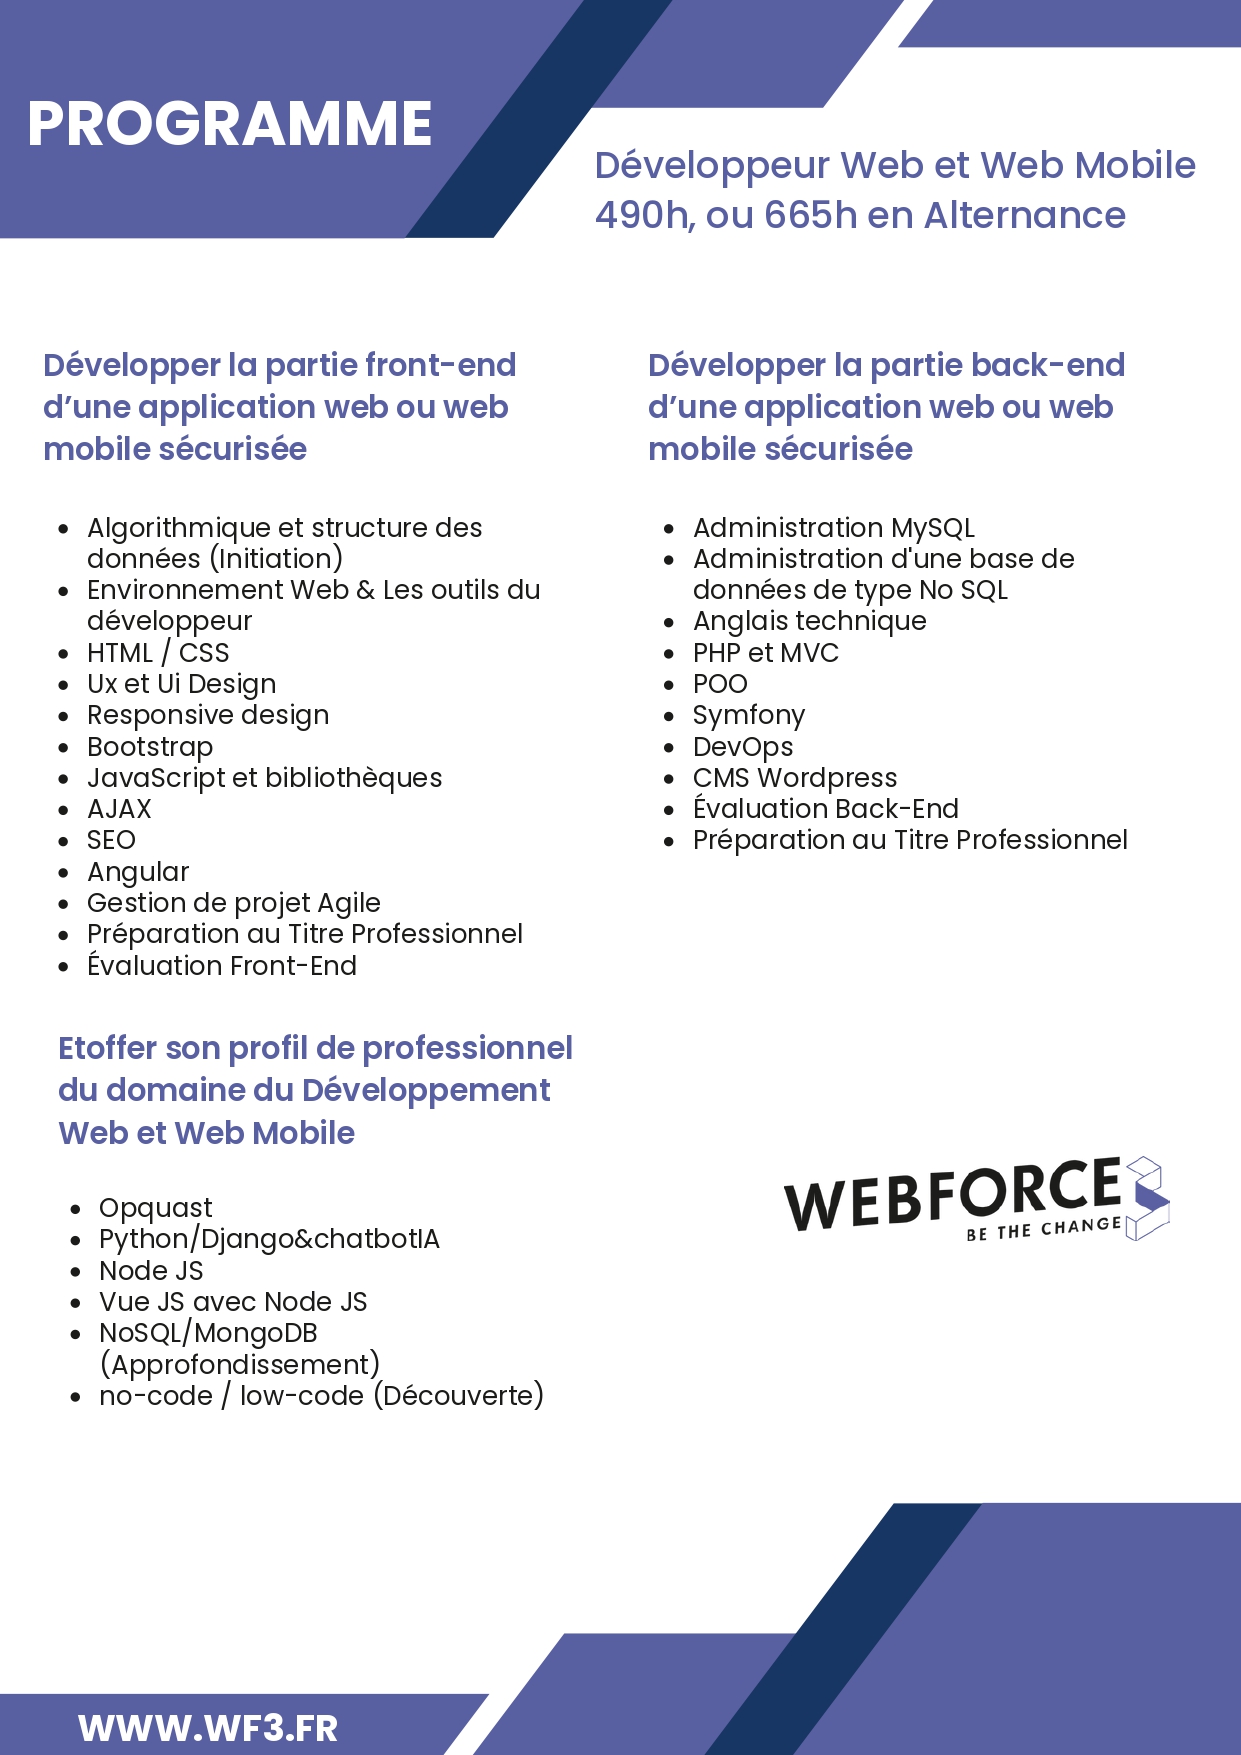 PROGRAMME
Développeur Web et Web Mobile
490h, ou 665h en Alternance
Développer la partie front-end
d’une application web ou web
mobile sécurisée
• Algorithmique et structure des
données (Initiation)
• Environnement Web & Les outils du
développeur
• HTML / CSS
• Ux et Ui Design
• Responsive design
• Bootstrap
• JavaScript et bibliothèques
• AJAX
• SEO
• Angular
• Gestion de projet Agile
• Préparation au Titre Professionnel
• Évaluation Front-End
Développer la partie back-end
d’une application web ou web
mobile sécurisée
• Administration MySQL
• Administration d'une base de
données de type No SQL
• Anglais technique
• PHP et MVC
• POO
• Symfony
• DevOps
• CMS Wordpress
• Évaluation Back-End
• Préparation au Titre Professionnel
Etoffer son profil de professionnel
du domaine du Développement
Web et Web Mobile
• Opquast
• Python/Django&chatbotIA
• Node JS
• Vue JS avec Node JS
• NoSQL/MongoDB
(Approfondissement)
• no-code / low-code (Découverte)
WEBFORCE3
BE THE CHANGE
WWW.WF3.FR